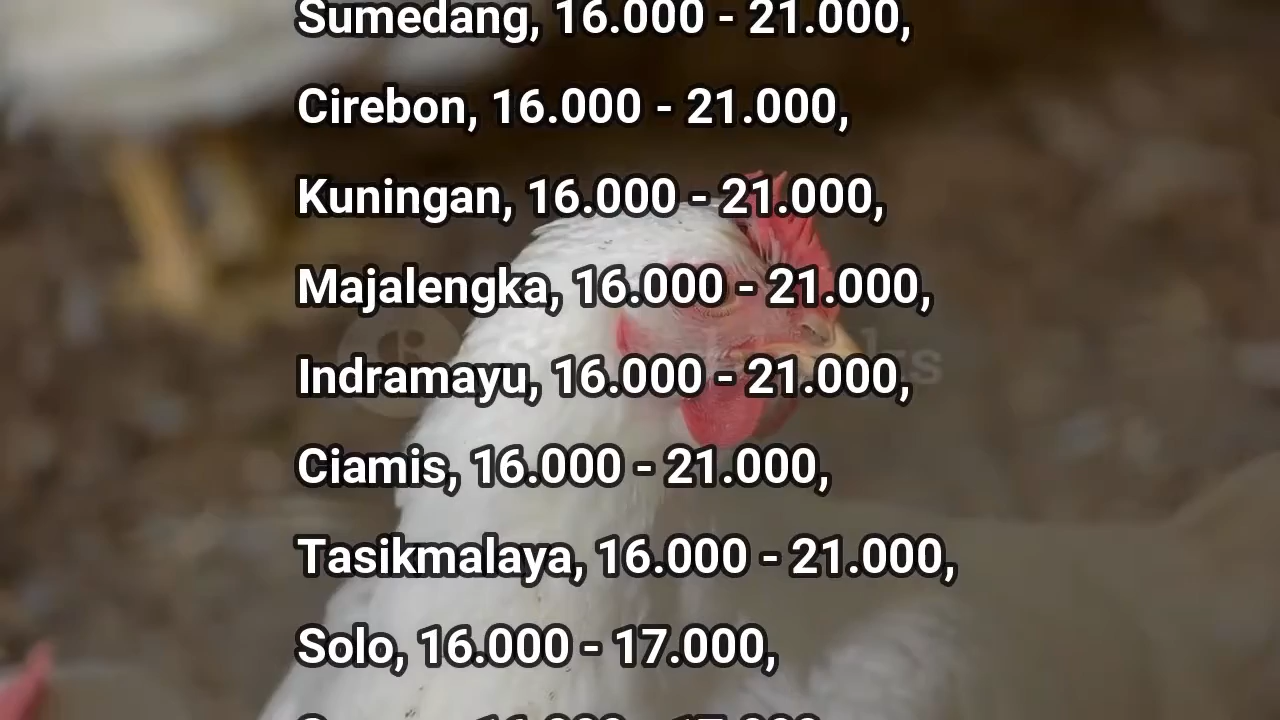 Sumedang, 16.000 - 21.000,
Cirebon, 16.000 - 21.000,
Kuningan, 16.000 - 21.000,
Majalengka, 16.000 - 21.000,
Indramayu, 16.000 - 21.000,
Ciamis, 16.000 - 21.000,
Tasikmalaya, 16.000 - 21.000,
Solo, 16.000 - 17.000,